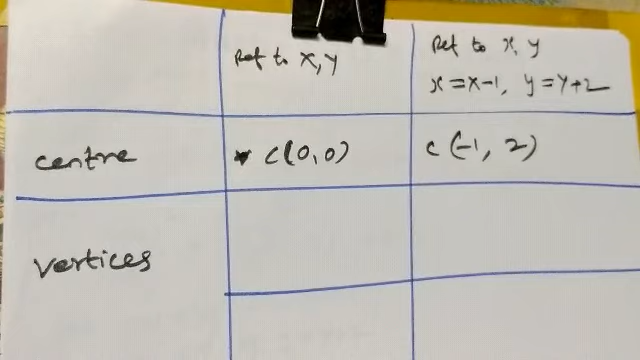 Ref to X, Y
Ref to x, y
x = X-1, y = Y+2
centre
C(0,0)
C(-1, 2)
vertices